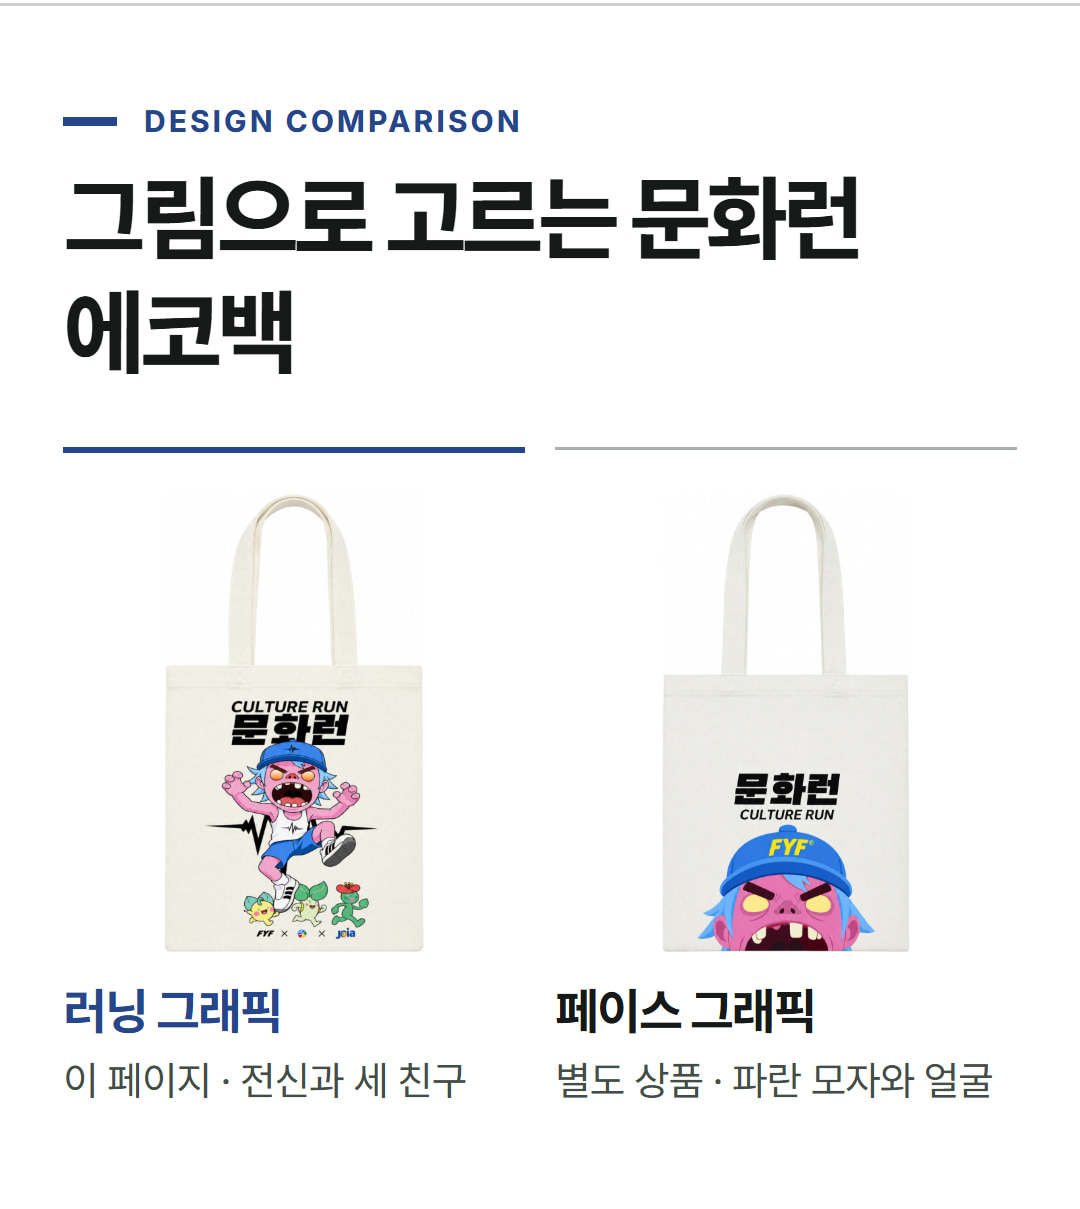 DESIGN COMPARISON
그림으로 고르는 문화런
에코백
CULTURE RUN
문화런
FYF × × joia
문화런
CULTURE RUN
FYF
러닝 그래픽
이 페이지 · 전신과 세 친구
페이스 그래픽
별도 상품 · 파란 모자와 얼굴